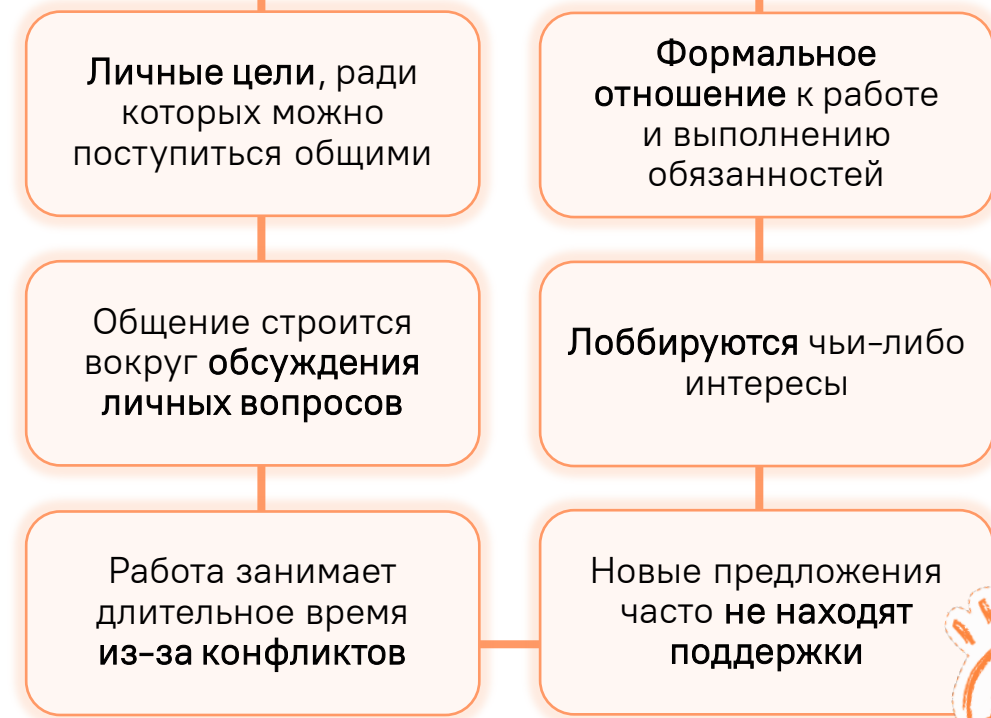 Личные цели, ради
которых можно
поступиться общими
Формальное
отношение к работе
и выполнению
обязанностей
Общение строится
вокруг обсуждения
личных вопросов
Лоббируются чьи-либо
интересы
Работа занимает
длительное время
из-за конфликтов
Новые предложения
часто не находят
поддержки